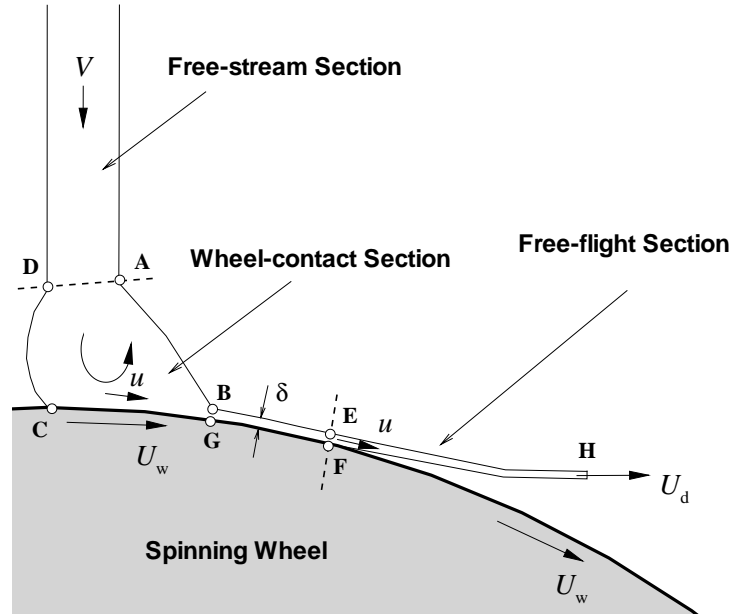 V
Free-stream Section
D
A
Wheel-contact Section
Free-flight Section
u
B
δ
E
u
H
C
G
F
U_w
U_d
Spinning Wheel
U_w